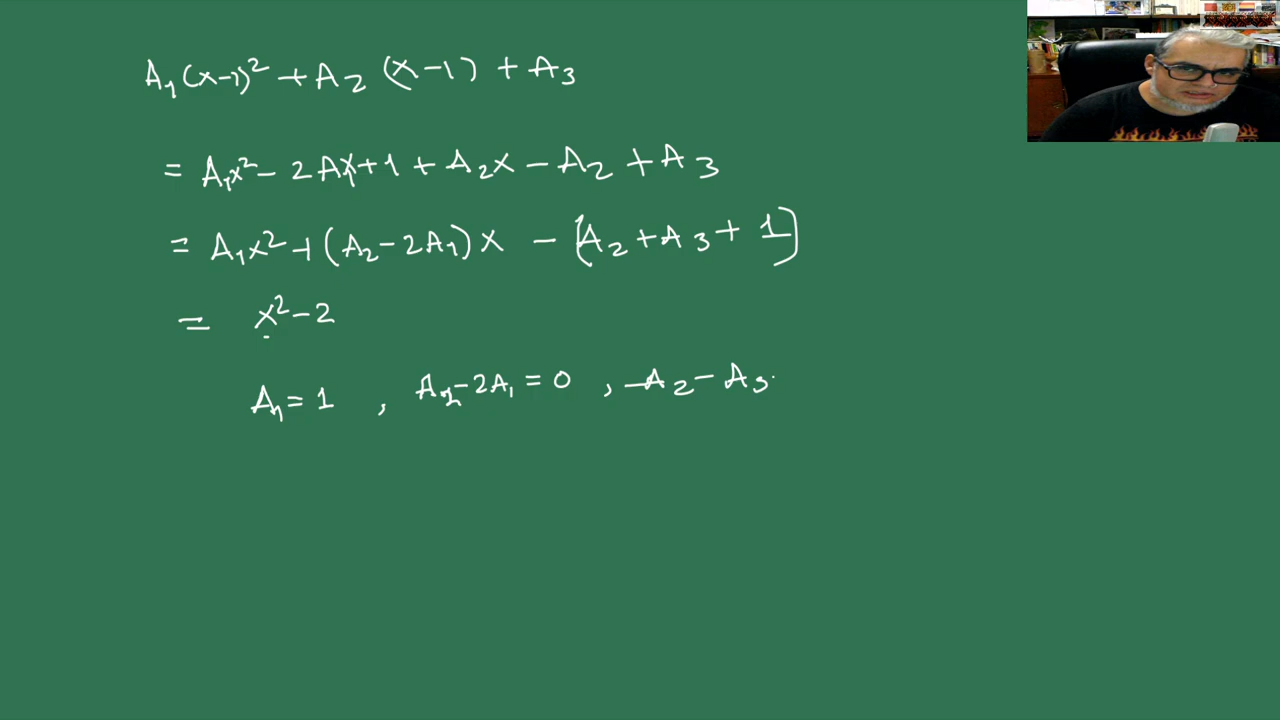 A₁(x-1)² + A₂ (x-1) + A₃
= A₁x² - 2A₁x + 1 + A₂x - A₂ + A₃
= A₁x² + (A₂ - 2A₁) x - (A₂ + A₃ + 1)
= x² - 2
A₁ = 1 , A₂ - 2A₁ = 0 , -A₂ - A₃